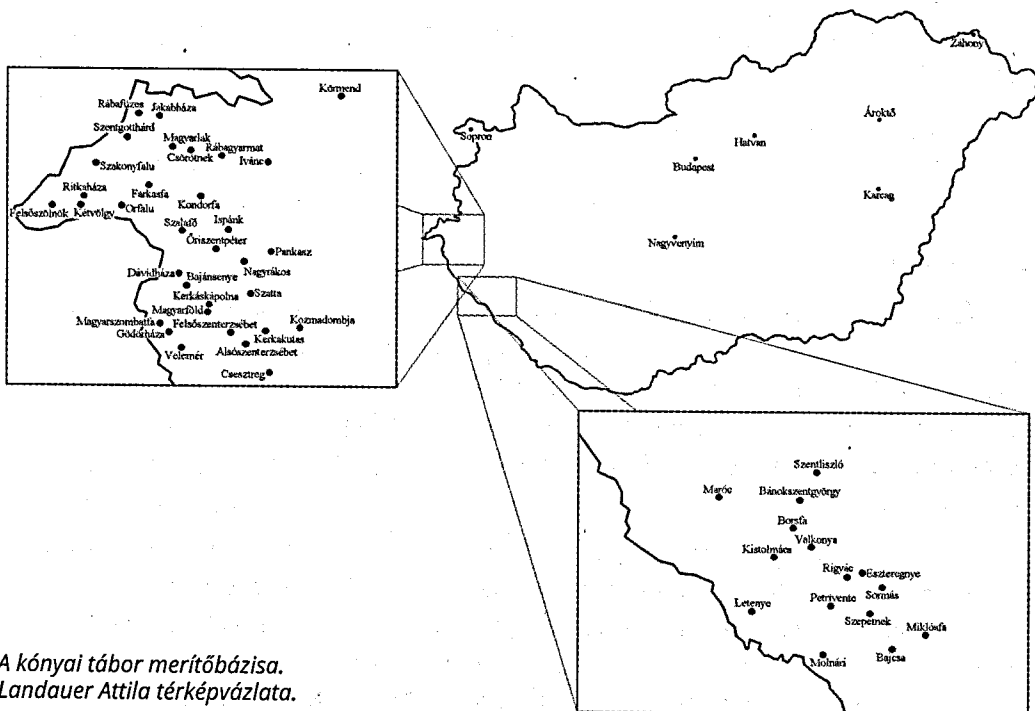 Záhony
Ároktő
Sopron
Hatvan
Budapest
Karcag
Nagyvenyim
Körmend
Rábafüzes
Jakabháza
Szentgotthárd
Magyarlak
Rábagyarmat
Csörötnek
Ivánc
Szakonyfalu
Farkasfa
Ritkaháza
Kondorfa
Felsőszölnök
Kétvölgy
Orfalu
Ispánk
Szalafő
Őriszentpéter
Pankasz
Nagyrákos
Dávidháza
Bajánsenye
Szatta
Kerkáskápolna
Magyarföld
Magyarszombatfa
Felsőszenterzsébet
Kozmadombja
Gödörháza
Kerkakutas
Velemér
Alsószenterzsébet
Csesztreg
Szentliszló
Maróc
Bánokszentgyörgy
Borsfa
Valkonya
Kistolmács
Rigyác
Eszteregnye
Sormás
Letenye
Petrivente
Szepetnek
Miklósfa
Molnári
Bajcsa
A kónyai tábor merítőbázisa.
Landauer Attila térképvázlata.